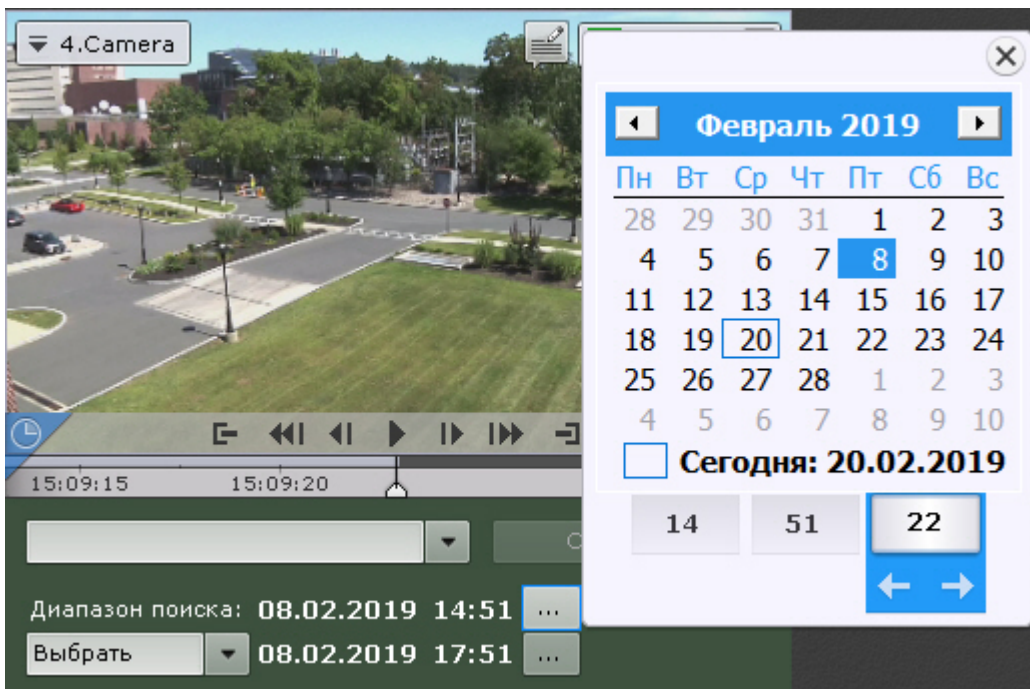 4.Camera
Февраль 2019
Пн Вт Ср Чт Пт Сб Вс
28 29 30 31 1 2 3
4 5 6 7 8 9 10
11 12 13 14 15 16 17
18 19 20 21 22 23 24
25 26 27 28 1 2 3
4 5 6 7 8 9 10
Сегодня: 20.02.2019
14 51 22
15:09:15 15:09:20
Диапазон поиска: 08.02.2019 14:51 ...
Выбрать 08.02.2019 17:51 ...